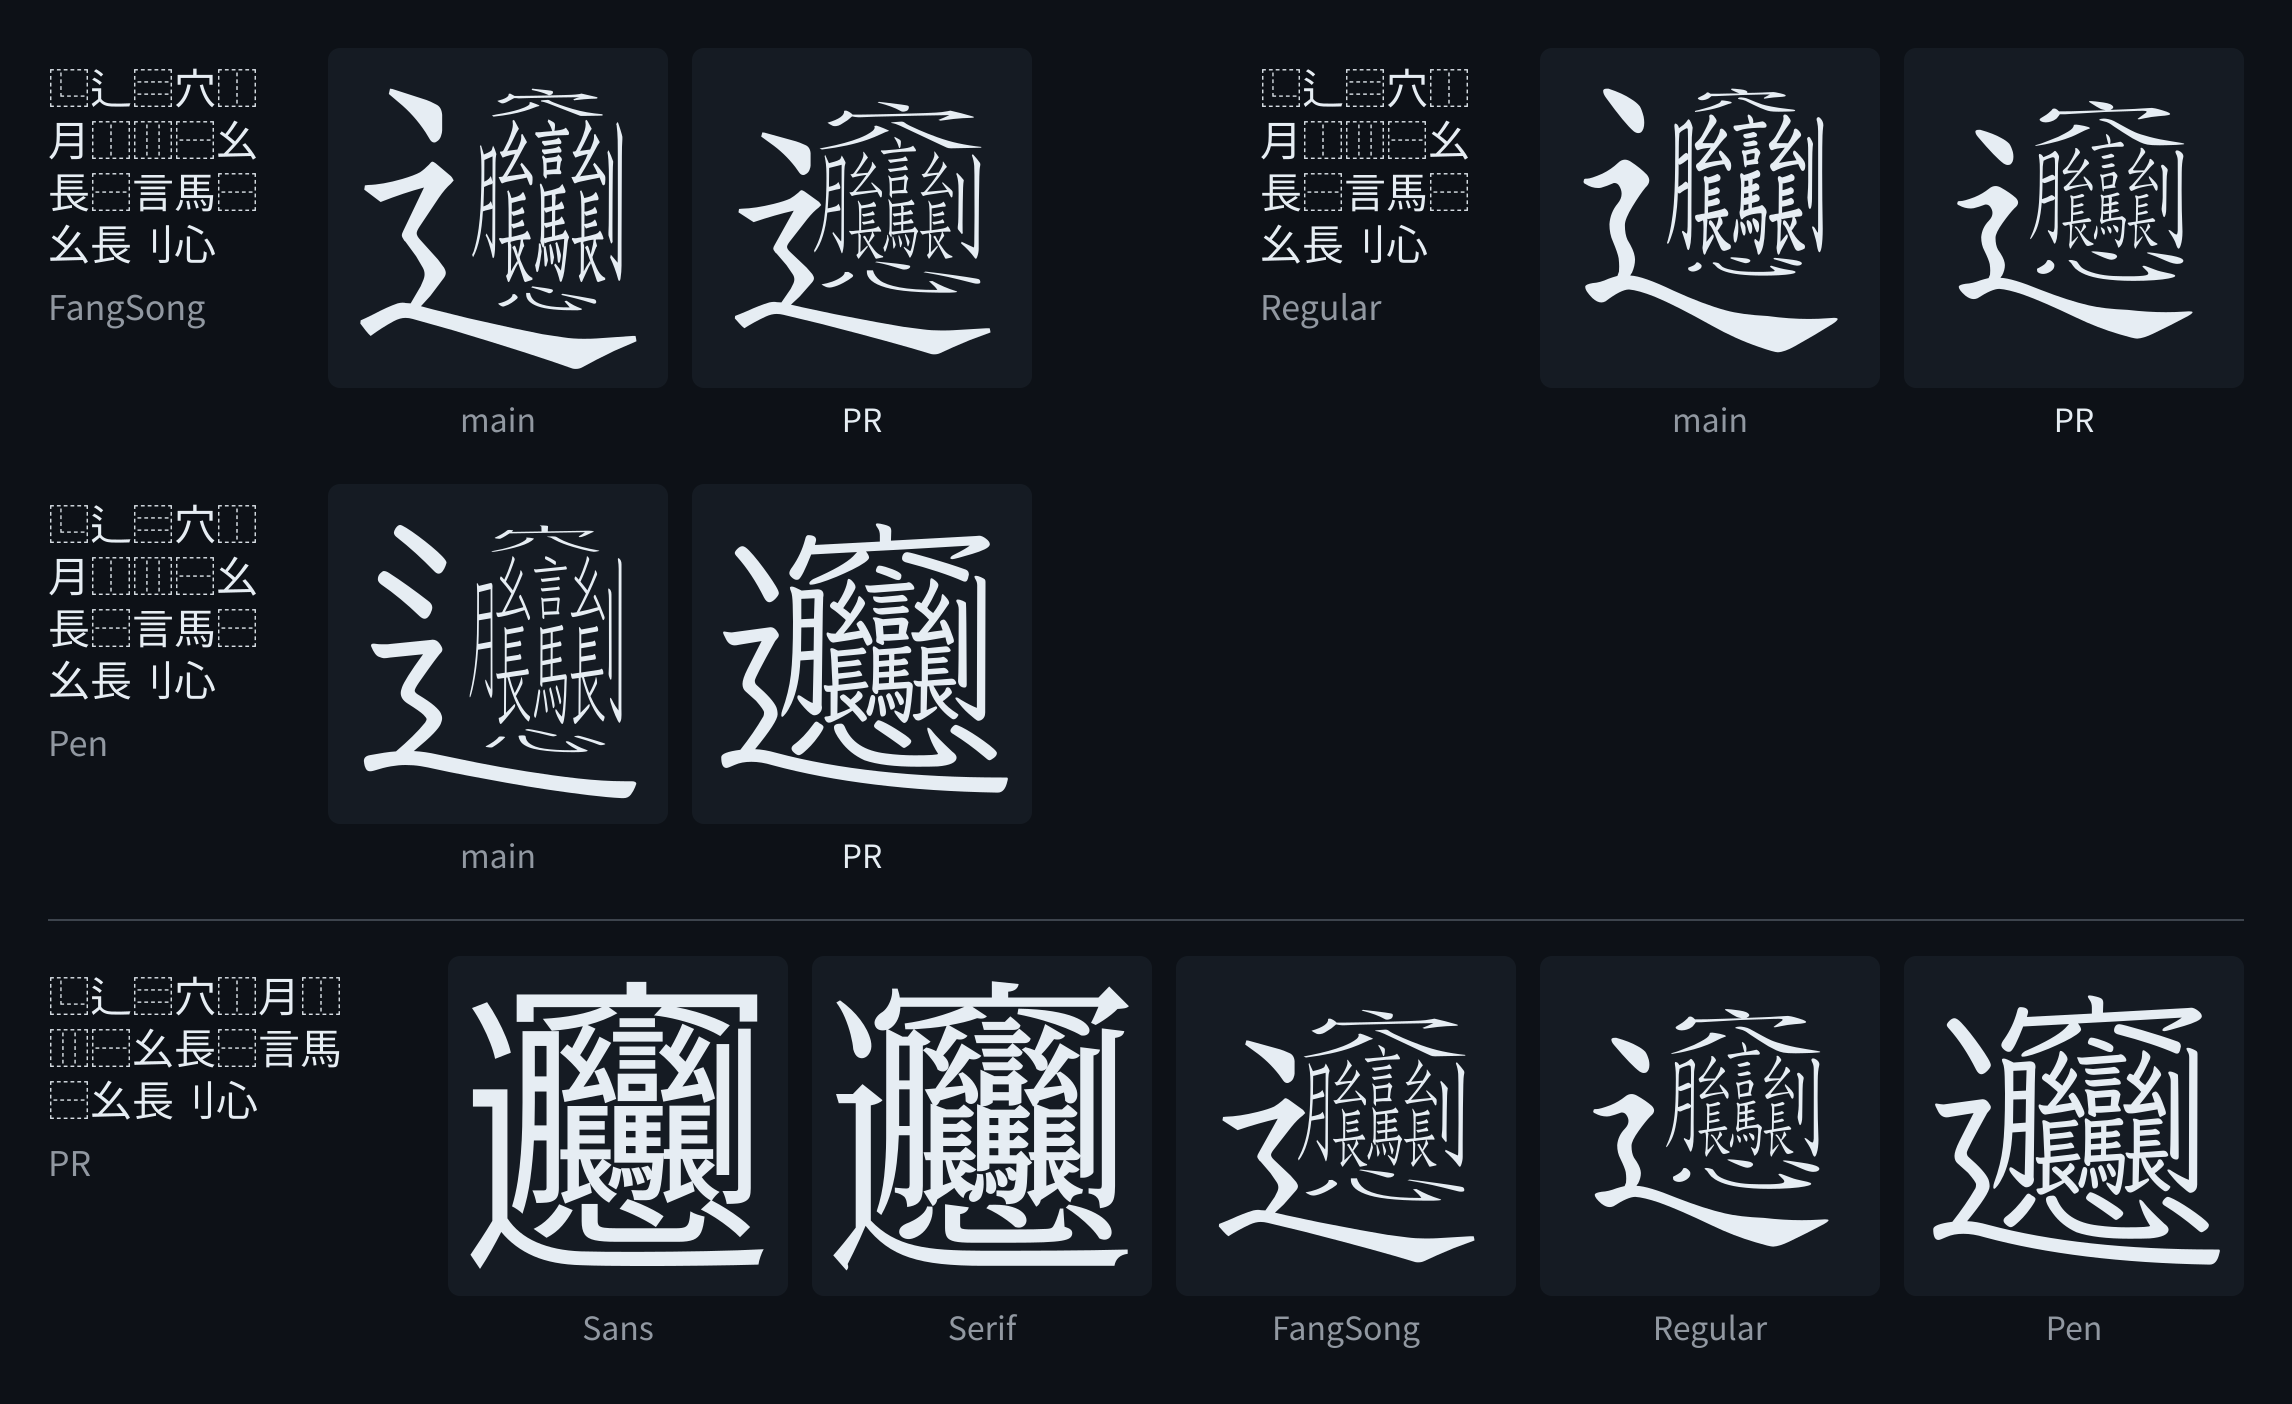 ⿺辶⿳穴⿰
月⿰⿲⿱幺
長⿱言馬⿱
幺長刂心
FangSong
𰻞
main
𰻞
PR
⿺辶⿳穴⿰
月⿰⿲⿱幺
長⿱言馬⿱
幺長刂心
Regular
𰻞
main
𰻞
PR
⿺辶⿳穴⿰
月⿰⿲⿱幺
長⿱言馬⿱
幺長刂心
Pen
𰻞
main
𰻞
PR
⿺辶⿳穴⿰月⿰
⿲⿱幺長⿱言馬
⿱幺長刂心
PR
𰻞
Sans
𰻞
Serif
𰻞
FangSong
𰻞
Regular
𰻞
Pen